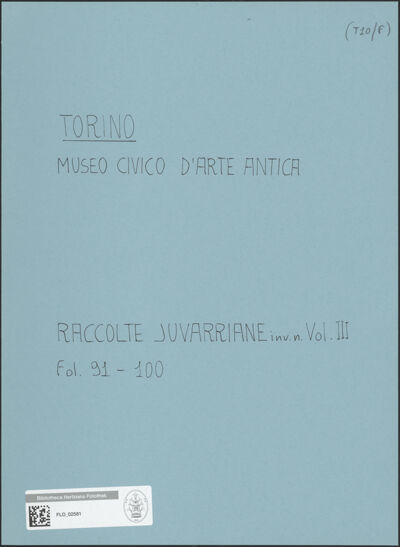 (T10/F)
TORINO
MUSEO CIVICO D'ARTE ANTICA
RACCOLTE JUVARRIANE inv.n. Vol. III
Fol. 91 - 100
Bibliotheca Hertziana Fotothek
FLO_02581